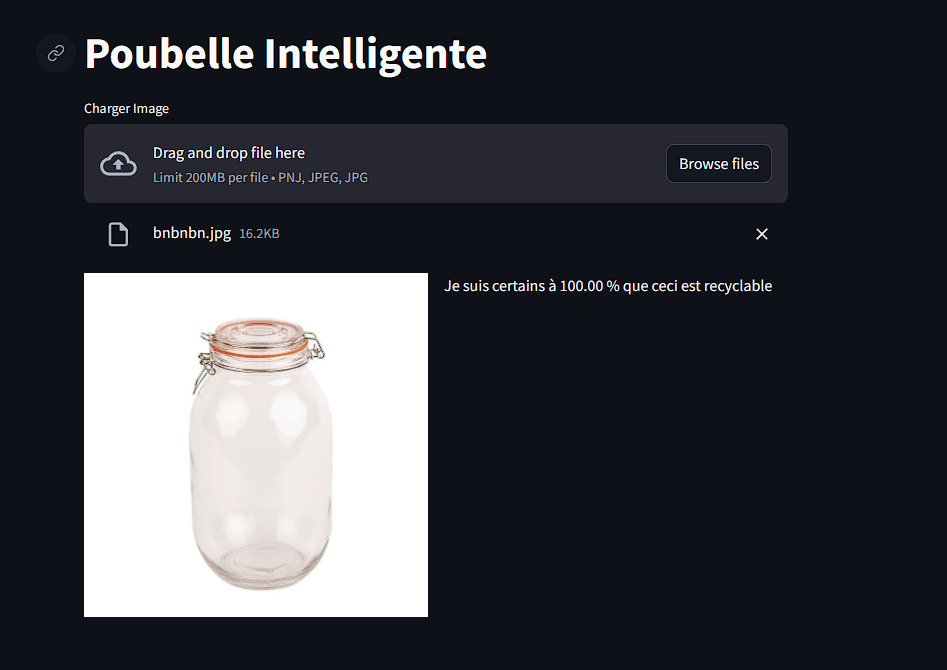 Poubelle Intelligente
Charger Image
Drag and drop file here
Limit 200MB per file • PNJ, JPEG, JPG
Browse files
bnbnbn.jpg 16.2KB
Je suis certains à 100.00 % que ceci est recyclable